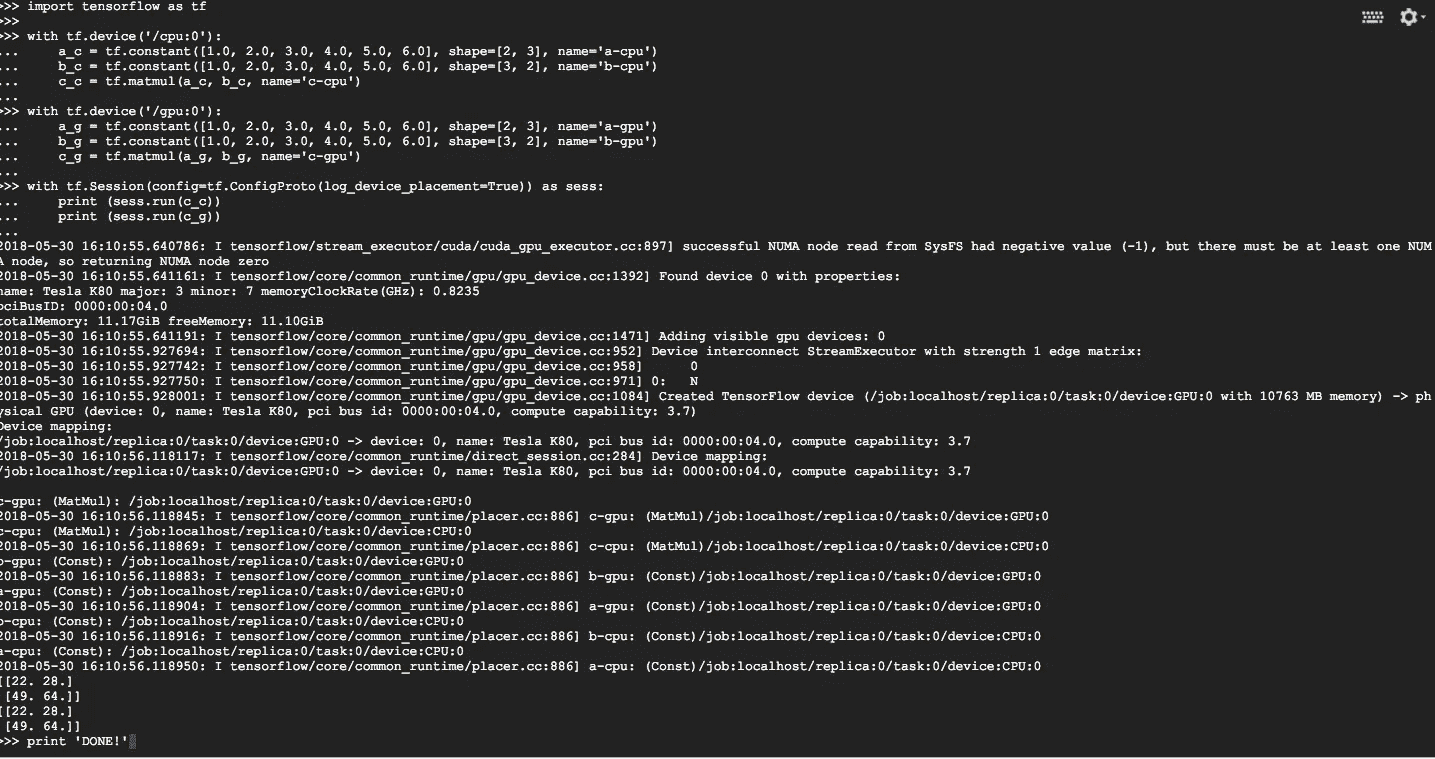 >>> import tensorflow as tf
>>>
>>> with tf.device('/cpu:0'):
...     a_c = tf.constant([1.0, 2.0, 3.0, 4.0, 5.0, 6.0], shape=[2, 3], name='a-cpu')
...     b_c = tf.constant([1.0, 2.0, 3.0, 4.0, 5.0, 6.0], shape=[3, 2], name='b-cpu')
...     c_c = tf.matmul(a_c, b_c, name='c-cpu')
...
>>> with tf.device('/gpu:0'):
...     a_g = tf.constant([1.0, 2.0, 3.0, 4.0, 5.0, 6.0], shape=[2, 3], name='a-gpu')
...     b_g = tf.constant([1.0, 2.0, 3.0, 4.0, 5.0, 6.0], shape=[3, 2], name='b-gpu')
...     c_g = tf.matmul(a_g, b_g, name='c-gpu')
...
>>> with tf.Session(config=tf.ConfigProto(log_device_placement=True)) as sess:
...     print (sess.run(c_c))
...     print (sess.run(c_g))
...
2018-05-30 16:10:55.640786: I tensorflow/stream_executor/cuda/cuda_gpu_executor.cc:897] successful NUMA node read from SysFS had negative value (-1), but there must be at least one NUM
A node, so returning NUMA node zero
2018-05-30 16:10:55.641161: I tensorflow/core/common_runtime/gpu/gpu_device.cc:1392] Found device 0 with properties:
name: Tesla K80 major: 3 minor: 7 memoryClockRate(GHz): 0.8235
pciBusID: 0000:00:04.0
totalMemory: 11.17GiB freeMemory: 11.10GiB
2018-05-30 16:10:55.641191: I tensorflow/core/common_runtime/gpu/gpu_device.cc:1471] Adding visible gpu devices: 0
2018-05-30 16:10:55.927694: I tensorflow/core/common_runtime/gpu/gpu_device.cc:952] Device interconnect StreamExecutor with strength 1 edge matrix:
2018-05-30 16:10:55.927742: I tensorflow/core/common_runtime/gpu/gpu_device.cc:958]      0
2018-05-30 16:10:55.927750: I tensorflow/core/common_runtime/gpu/gpu_device.cc:971] 0:   N
2018-05-30 16:10:55.928001: I tensorflow/core/common_runtime/gpu/gpu_device.cc:1084] Created TensorFlow device (/job:localhost/replica:0/task:0/device:GPU:0 with 10763 MB memory) -> ph
ysical GPU (device: 0, name: Tesla K80, pci bus id: 0000:00:04.0, compute capability: 3.7)
Device mapping:
/job:localhost/replica:0/task:0/device:GPU:0 -> device: 0, name: Tesla K80, pci bus id: 0000:00:04.0, compute capability: 3.7
2018-05-30 16:10:56.118117: I tensorflow/core/common_runtime/direct_session.cc:284] Device mapping:
/job:localhost/replica:0/task:0/device:GPU:0 -> device: 0, name: Tesla K80, pci bus id: 0000:00:04.0, compute capability: 3.7
c-gpu: (MatMul): /job:localhost/replica:0/task:0/device:GPU:0
2018-05-30 16:10:56.118845: I tensorflow/core/common_runtime/placer.cc:886] c-gpu: (MatMul)/job:localhost/replica:0/task:0/device:GPU:0
c-cpu: (MatMul): /job:localhost/replica:0/task:0/device:CPU:0
2018-05-30 16:10:56.118869: I tensorflow/core/common_runtime/placer.cc:886] c-cpu: (MatMul)/job:localhost/replica:0/task:0/device:CPU:0
b-gpu: (Const): /job:localhost/replica:0/task:0/device:GPU:0
2018-05-30 16:10:56.118883: I tensorflow/core/common_runtime/placer.cc:886] b-gpu: (Const)/job:localhost/replica:0/task:0/device:GPU:0
a-gpu: (Const): /job:localhost/replica:0/task:0/device:GPU:0
2018-05-30 16:10:56.118904: I tensorflow/core/common_runtime/placer.cc:886] a-gpu: (Const)/job:localhost/replica:0/task:0/device:GPU:0
b-cpu: (Const): /job:localhost/replica:0/task:0/device:CPU:0
2018-05-30 16:10:56.118916: I tensorflow/core/common_runtime/placer.cc:886] b-cpu: (Const)/job:localhost/replica:0/task:0/device:CPU:0
a-cpu: (Const): /job:localhost/replica:0/task:0/device:CPU:0
2018-05-30 16:10:56.118950: I tensorflow/core/common_runtime/placer.cc:886] a-cpu: (Const)/job:localhost/replica:0/task:0/device:CPU:0
[[22. 28.]
 [49. 64.]]
[[22. 28.]
 [49. 64.]]
>>> print 'DONE!'